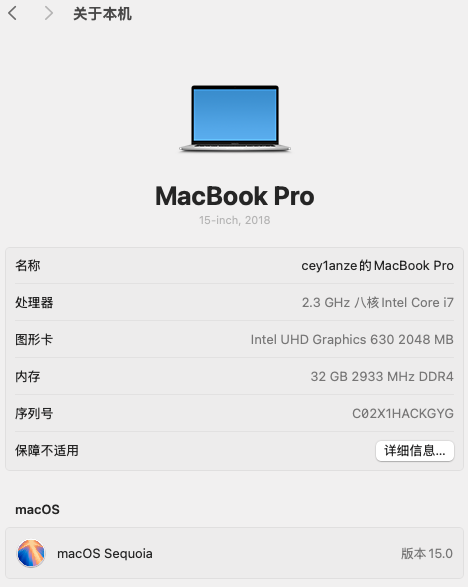 关于本机
MacBook Pro
15-inch, 2018
名称 cey1anze的MacBook Pro
处理器 2.3 GHz 八核Intel Core i7
图形卡 Intel UHD Graphics 630 2048 MB
内存 32 GB 2933 MHz DDR4
序列号 C02X1HACKGYG
保障不适用 详细信息...
macOS
macOS Sequoia 版本 15.0